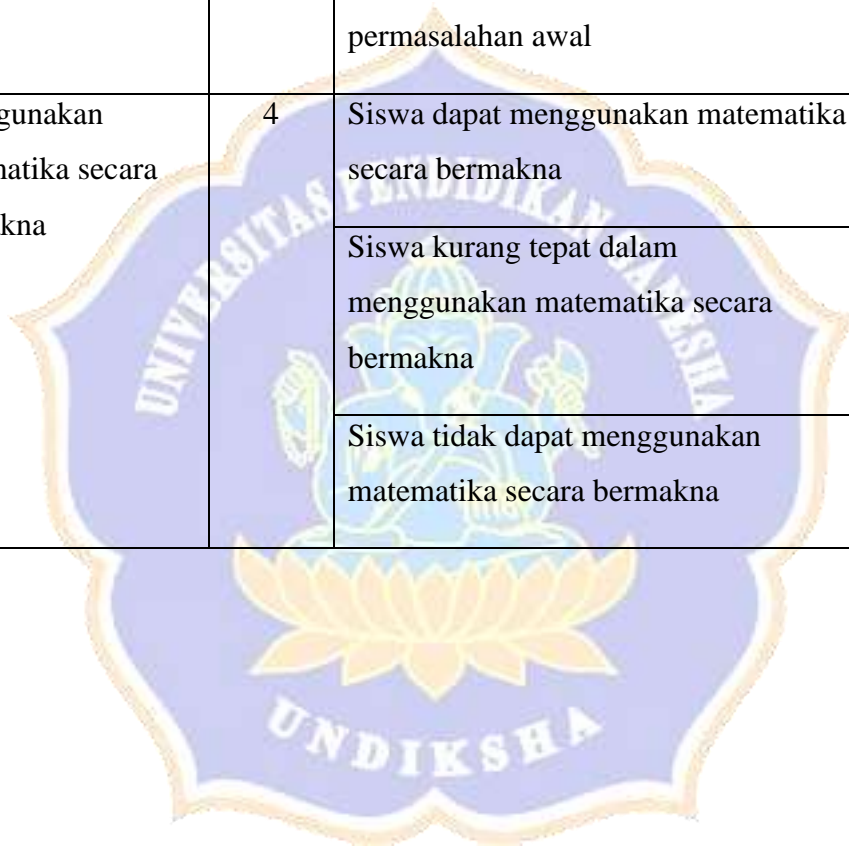 permasalahan awal
gunakan
natika secara
kna
4
Siswa dapat menggunakan matematika
secara bermakna
Siswa kurang tepat dalam
menggunakan matematika secara
bermakna
Siswa tidak dapat menggunakan
matematika secara bermakna
UNIVERSITAS PENDIDIKAN GANESHA
UNDIKSHA